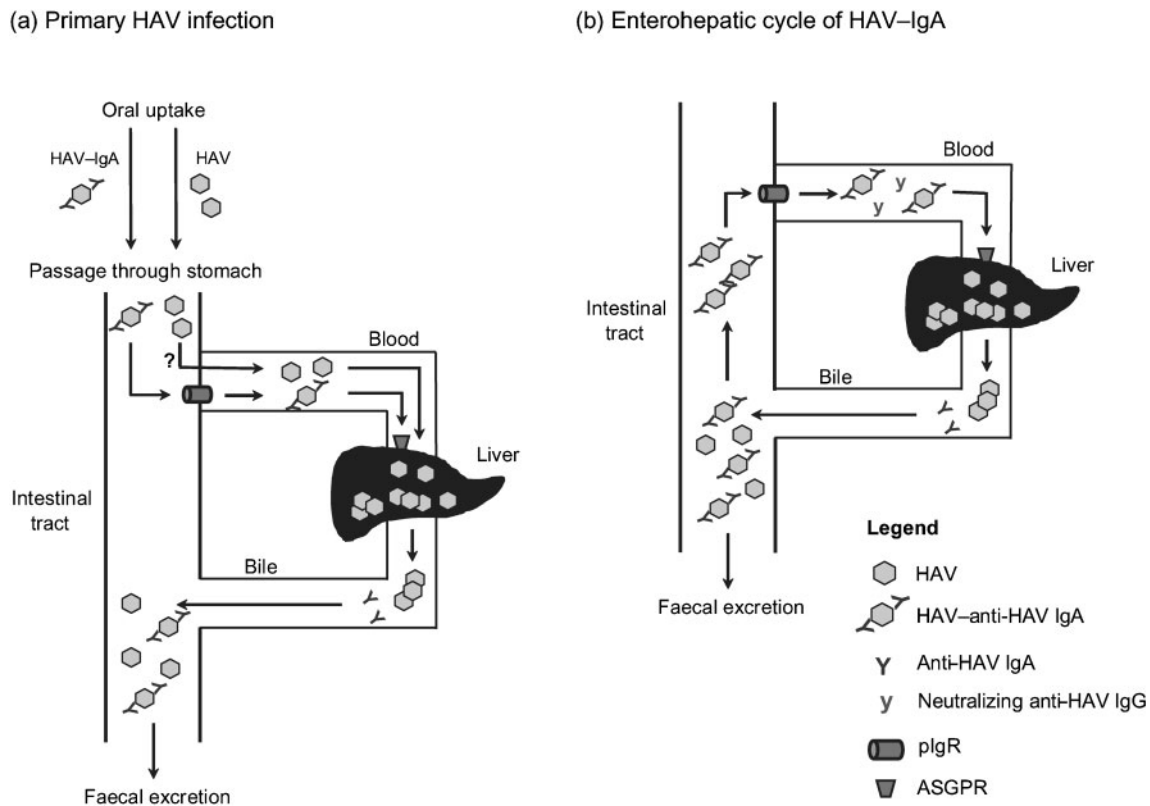 (a) Primary HAV infection
Oral uptake
HAV–IgA
HAV
Passage through stomach
?
Blood
Liver
Intestinal
tract
Bile
Faecal excretion
(b) Enterohepatic cycle of HAV–IgA
Blood
y
y
Liver
Intestinal
tract
Bile
Faecal excretion
Legend
HAV
HAV–anti-HAV IgA
Anti-HAV IgA
y Neutralizing anti-HAV IgG
pIgR
ASGPR